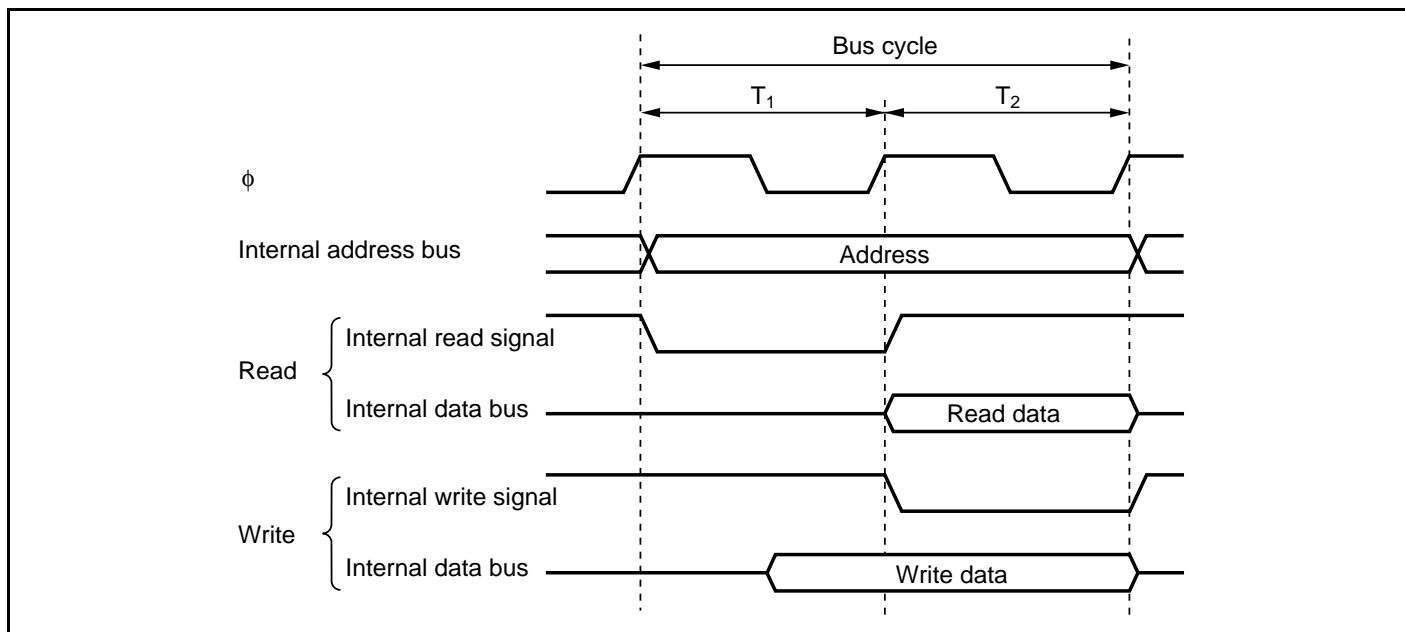 Bus cycle
T₁ T₂
φ
Internal address bus Address
Internal read signal
Read
Internal data bus Read data
Internal write signal
Write
Internal data bus Write data